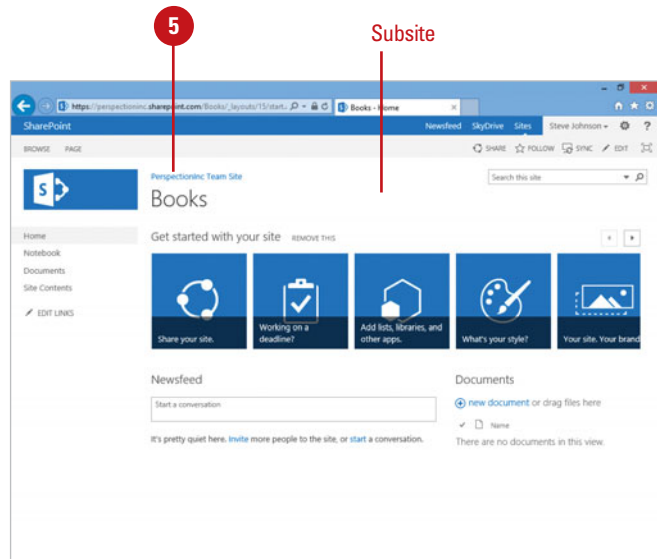 5
Subsite
https://perspectioninc.sharepoint.com/Books/_layouts/15/start.
Books - Home
SharePoint
Newsfeed SkyDrive Sites Steve Johnson ?
BROWSE PAGE
SHARE FOLLOW SYNC EDIT
Perspectioninc Team Site
Search this site
S
Books
Home
Get started with your site REMOVE THIS
Notebook
Documents
Site Contents
EDIT LINKS
Share your site.
Working on a
deadline?
Add lists, libraries, and
other apps.
What's your style?
Your site. Your brand
Newsfeed
Documents
Start a conversation
new document or drag files here
Name
It's pretty quiet here. Invite more people to the site, or start a conversation.
There are no documents in this view.